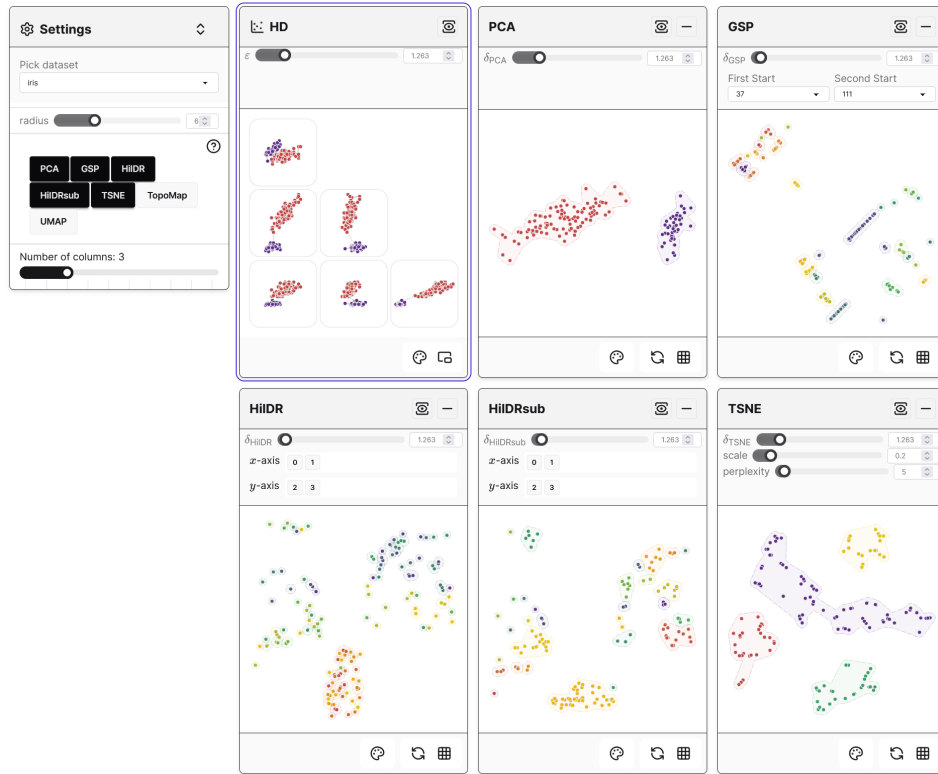 Settings
Pick dataset
iris
radius
6
PCA
GSP
HilDR
HilDRsub
TSNE
TopoMap
UMAP
Number of columns: 3
HD
ε
1.263
PCA
δPCA
1.263
GSP
δGSP
1.263
First Start
Second Start
37
111
HilDR
δHilDR
1.263
x-axis
0
1
y-axis
2
3
HilDRsub
δHilDRsub
1.263
x-axis
0
1
y-axis
2
3
TSNE
δTSNE
1.263
scale
0.2
perplexity
5